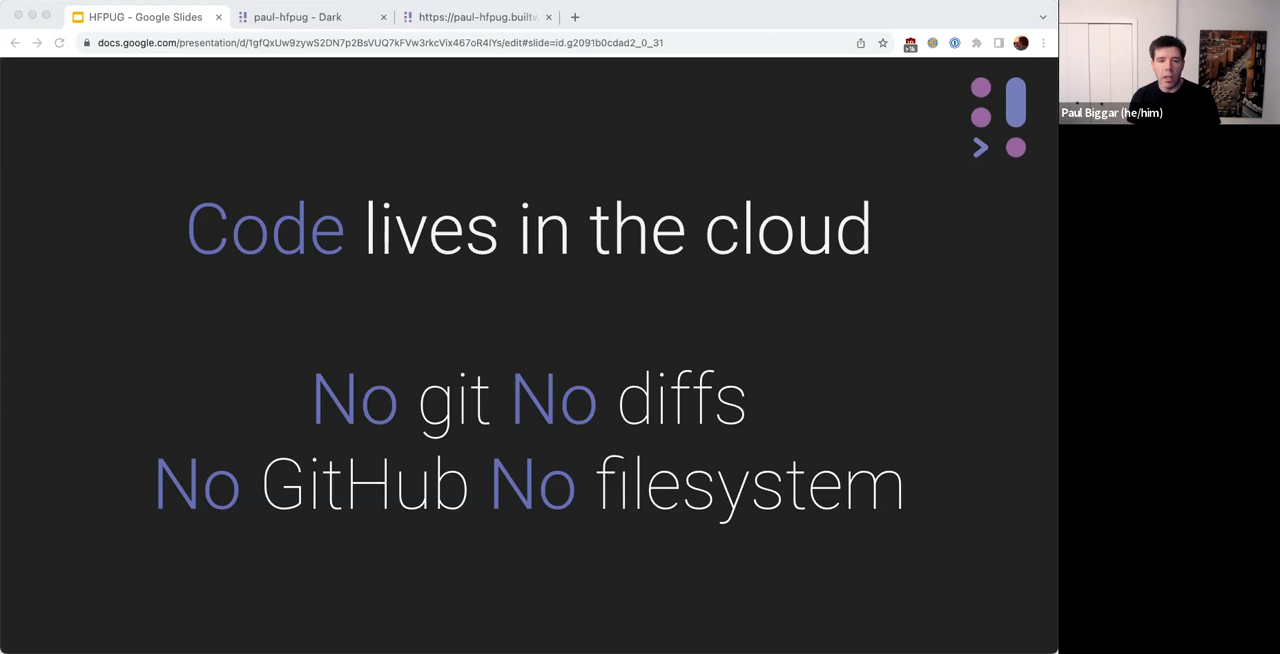 HFPUG - Google Slides
paul-hfpug - Dark
https://paul-hfpug.builtw
docs.google.com/presentation/d/1gfQxUw9zywS2DN7p2BsVUQ7kFVw3rkcVix467oR4lYs/edit#slide=id.g2091b0cdad2_0_31
Paul Biggar (he/him)
Code lives in the cloud
No git No diffs
No GitHub No filesystem